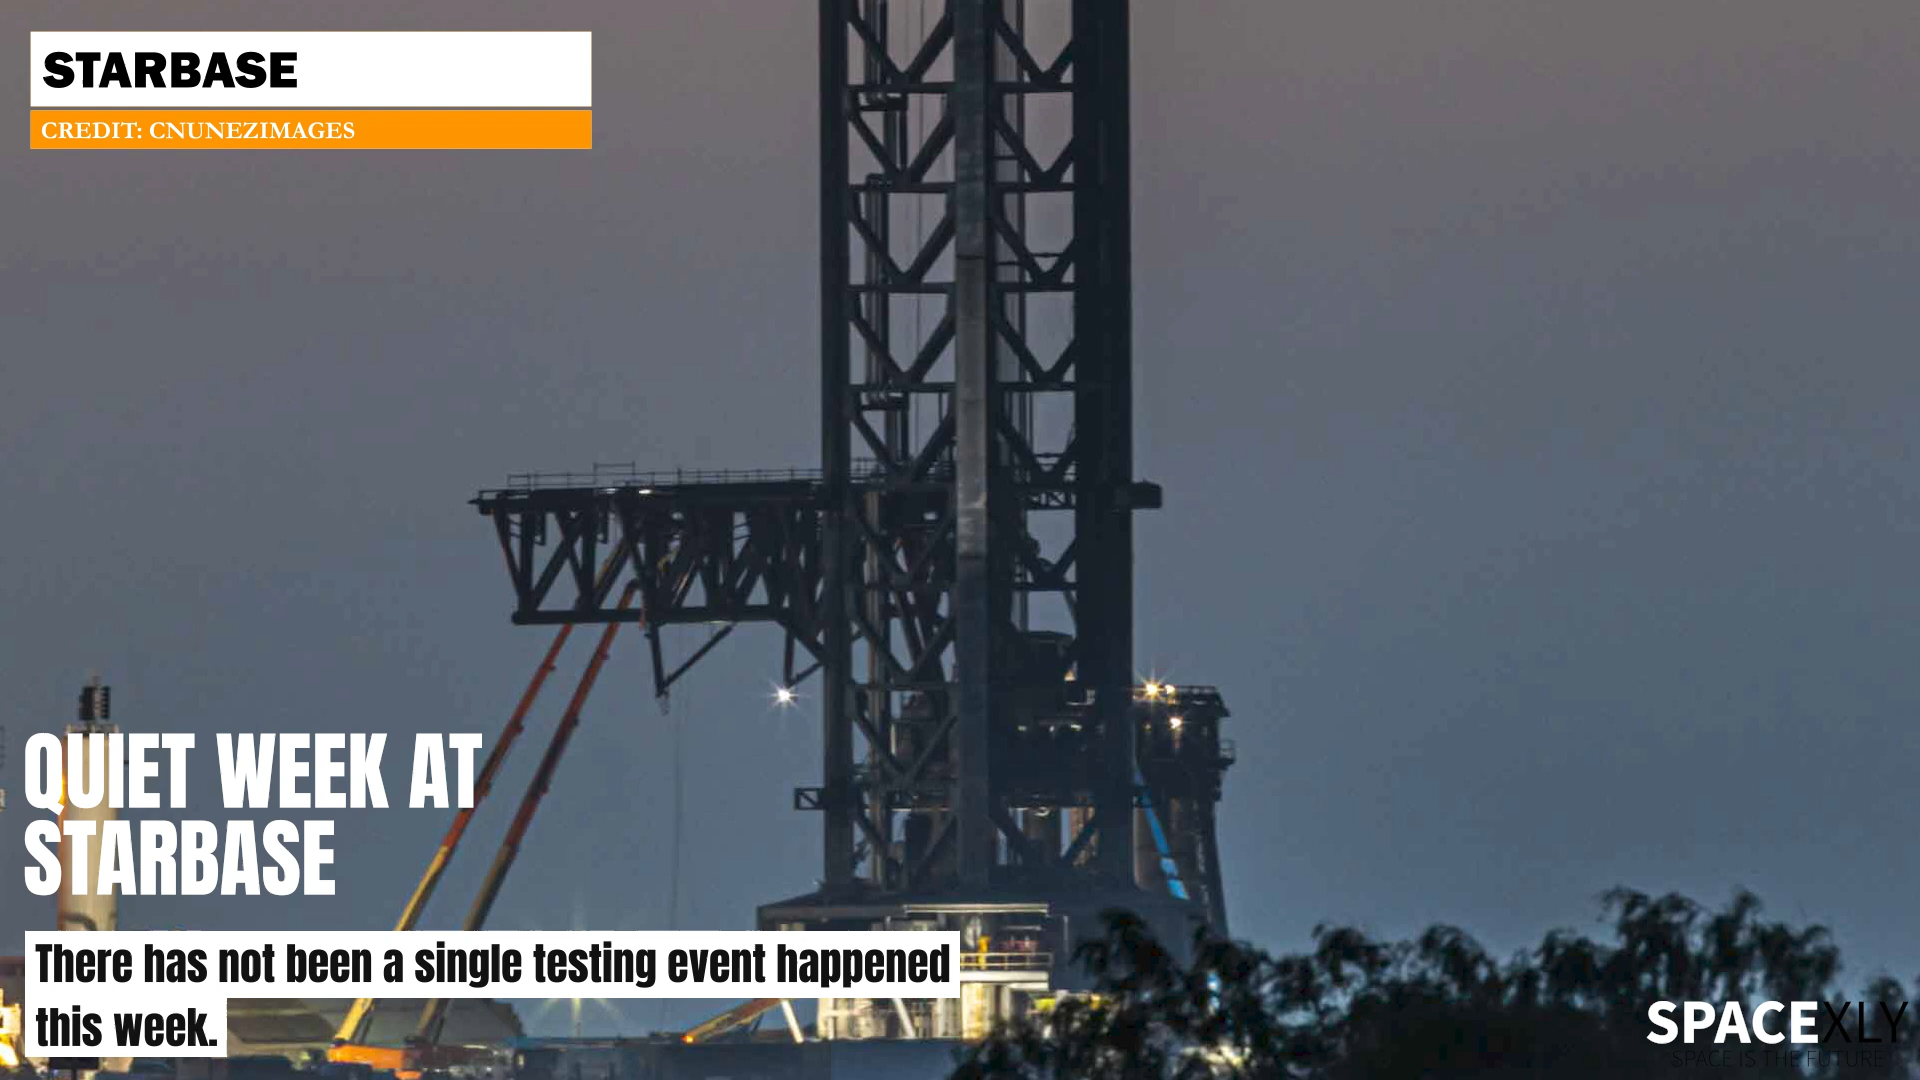 STARBASE
CREDIT: CNUNEZIMAGES
QUIET WEEK AT
STARBASE
There has not been a single testing event happened
this week.
SPACEXLY
SPACE IS THE FUTURE